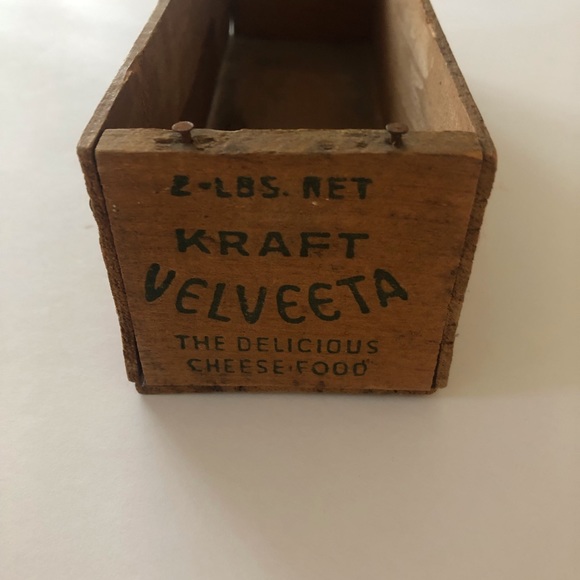 2-LBS. NET
KRAFT
VELVEETA
THE DELICIOUS
CHEESE·FOOD